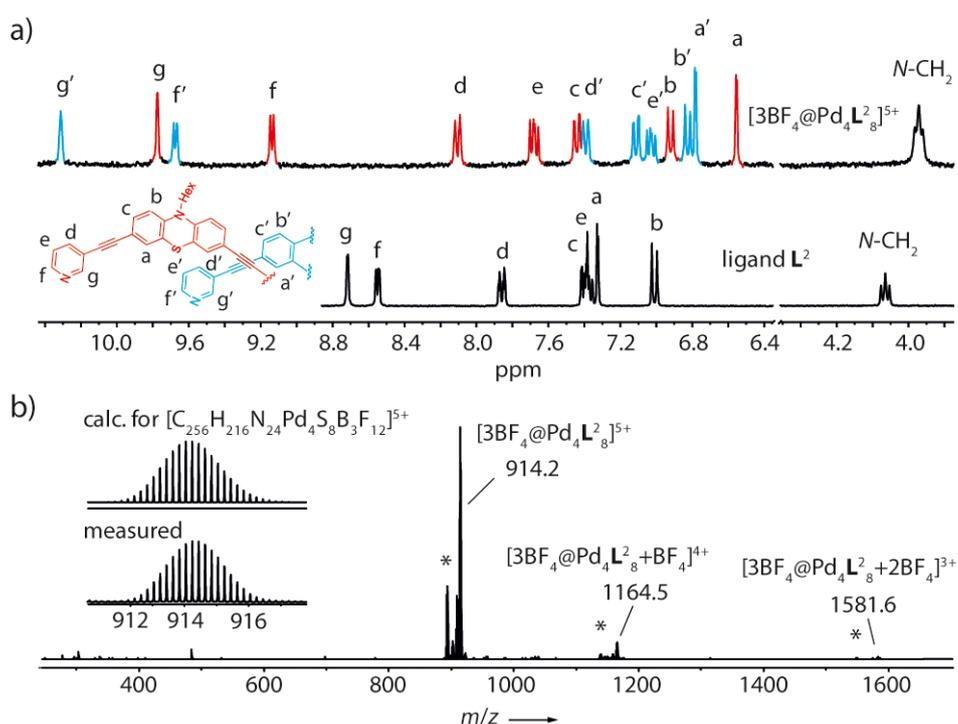 a)
g′ g f′ f d e c d′ c′ e′ b b′ a′ a N-CH₂
[3BF₄@Pd₄L²₈]⁵⁺
N-Hex
b
c c′ b′
d a S e′ d′
e
f g a′
N f′ g′
N
g f d c e a b N-CH₂
ligand L²
10.0 9.6 9.2 8.8 8.4 8.0 7.6 7.2 6.8 6.4 4.2 4.0
ppm
b)
calc. for [C₂₅₆H₂₁₆N₂₄Pd₄S₈B₃F₁₂]⁵⁺
measured
912 914 916
[3BF₄@Pd₄L²₈]⁵⁺
914.2
*
[3BF₄@Pd₄L²₈+BF₄]⁴⁺
1164.5
*
[3BF₄@Pd₄L²₈+2BF₄]³⁺
1581.6
*
400 600 800 1000 1200 1400 1600
m/z